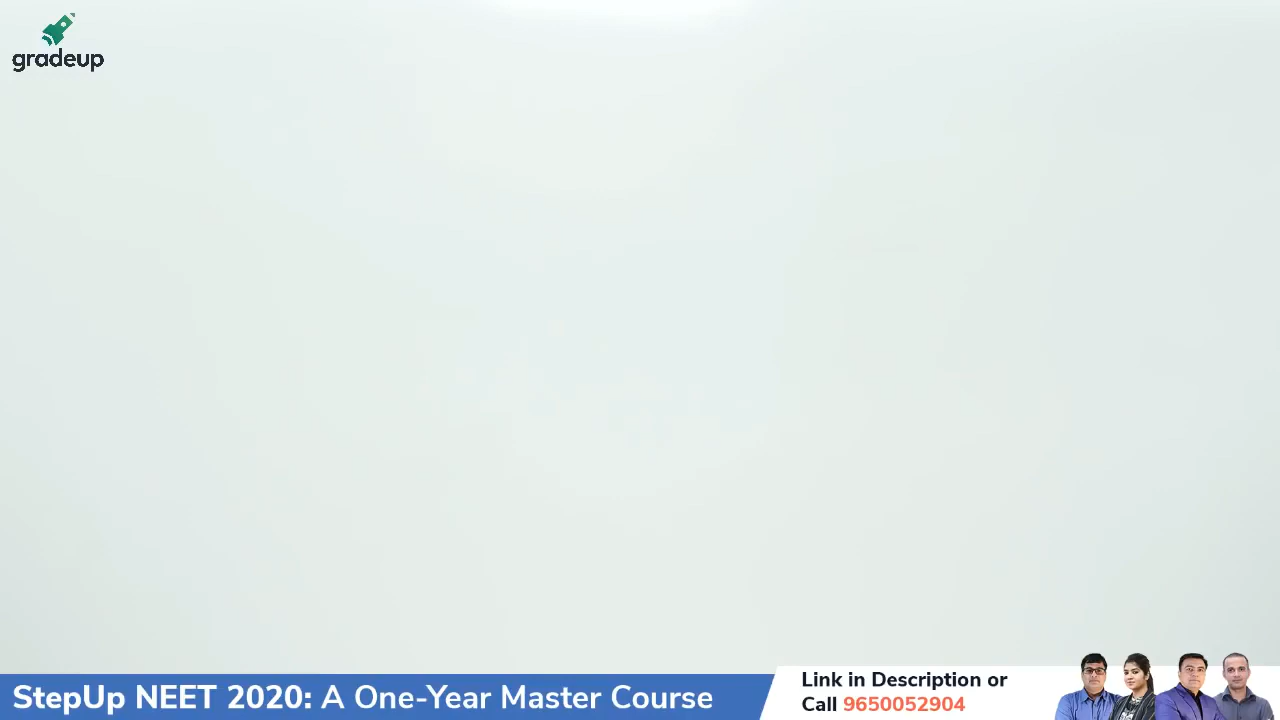 gradeup
StepUp NEET 2020: A One-Year Master Course
Link in Description or
Call 9650052904